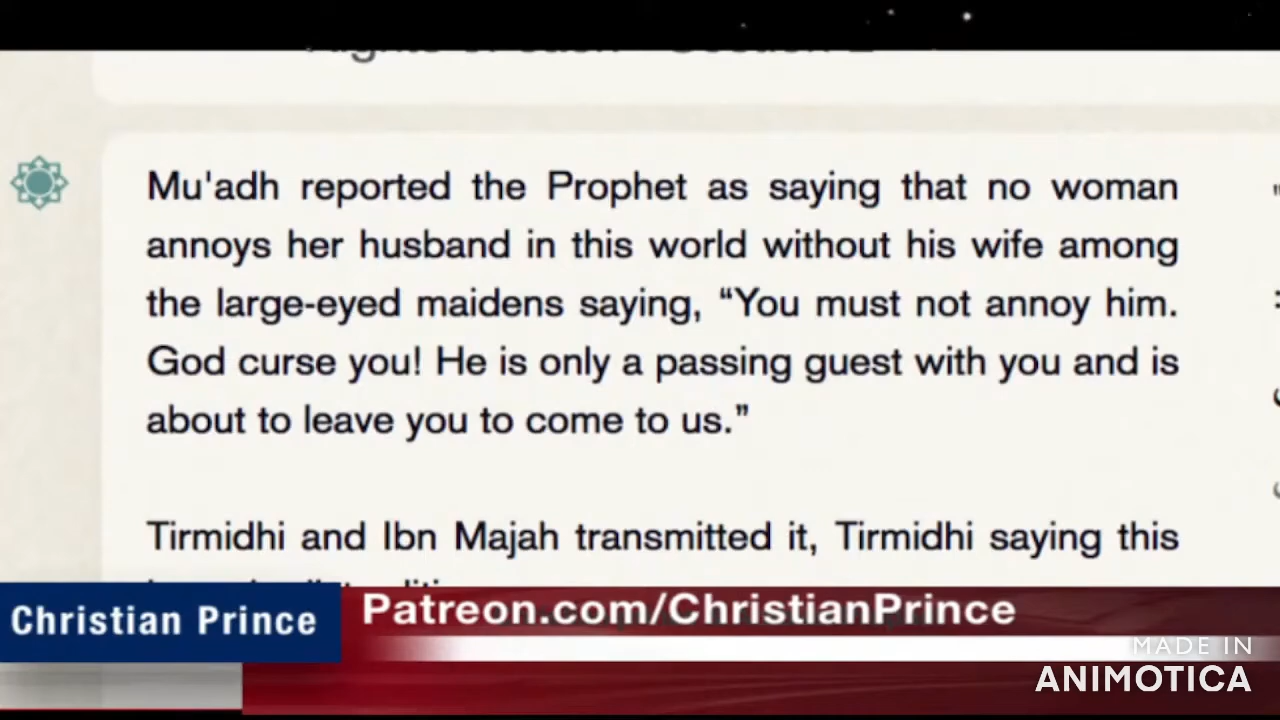 Mu'adh reported the Prophet as saying that no woman
annoys her husband in this world without his wife among
the large-eyed maidens saying, “You must not annoy him.
God curse you! He is only a passing guest with you and is
about to leave you to come to us.”
Tirmidhi and Ibn Majah transmitted it, Tirmidhi saying this
Christian Prince
Patreon.com/ChristianPrince
MADE IN
ANIMOTICA